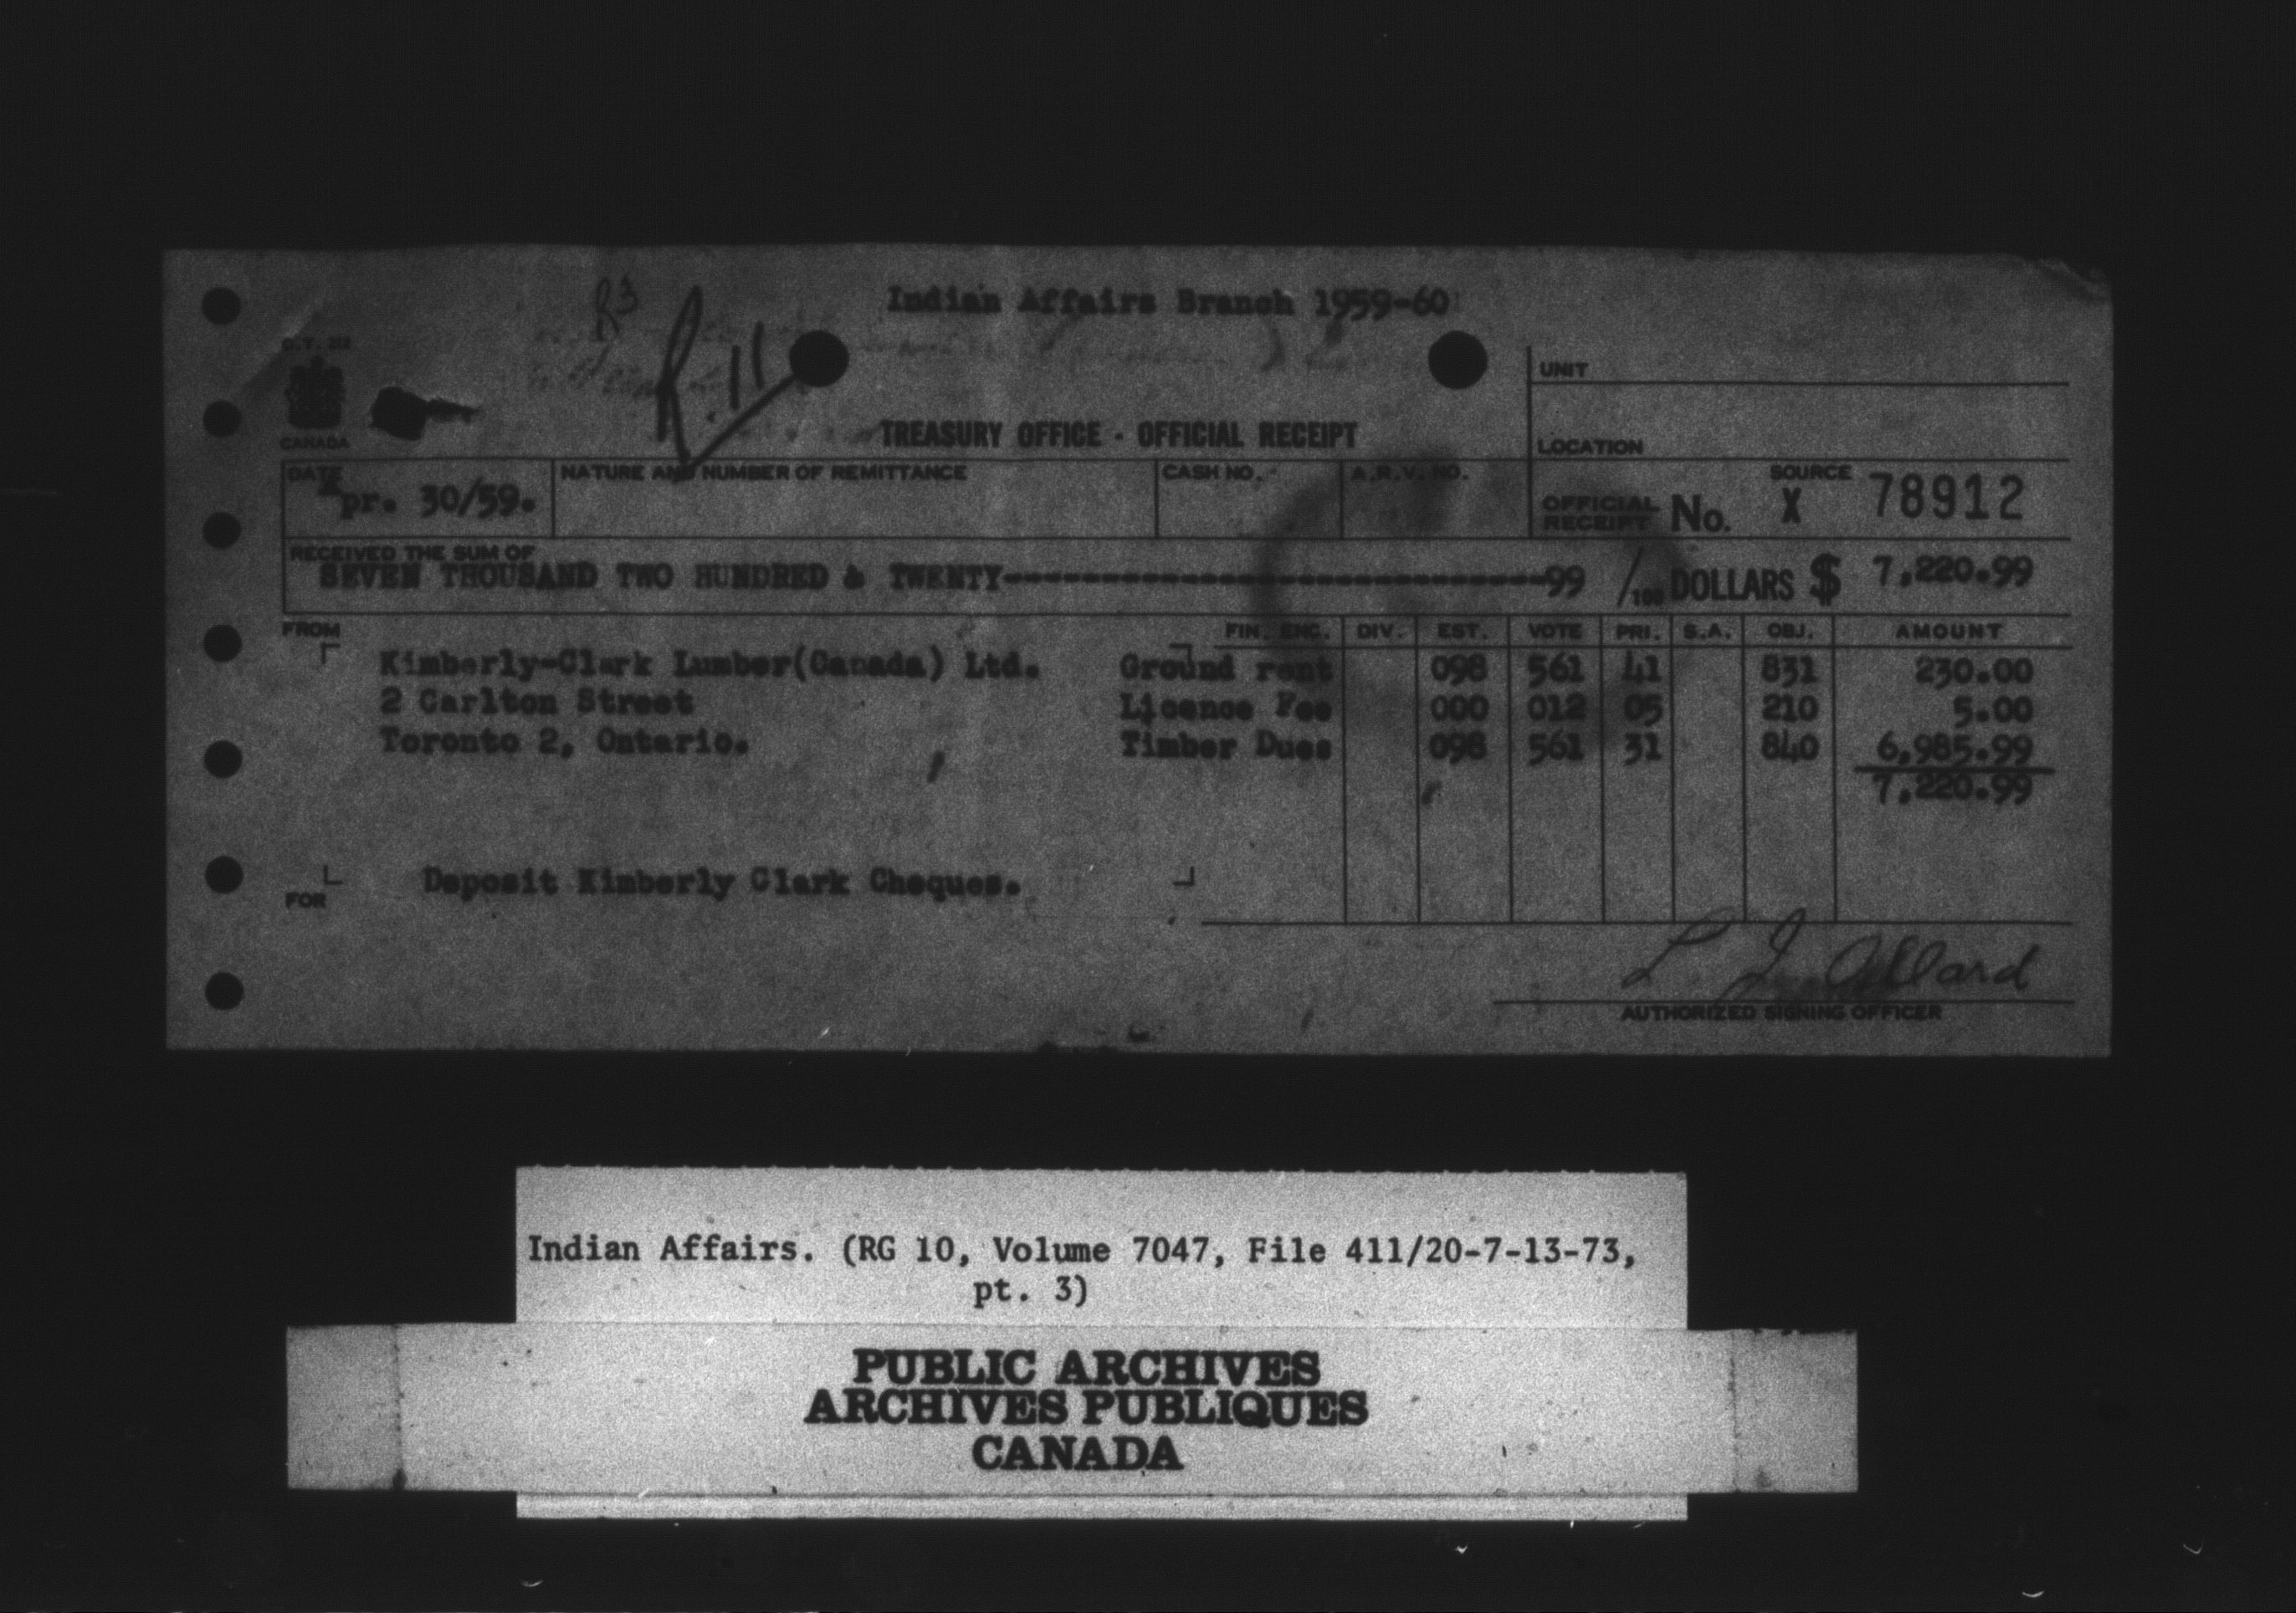 R3
Indian Affairs Branch 1959-60
R.11
UNIT
CANADA
TREASURY OFFICE - OFFICIAL RECEIPT
LOCATION
DATE NATURE AND NUMBER OF REMITTANCE CASH NO. A.R.V. NO. SOURCE
Apr. 30/59. OFFICIAL RECEIPT No. X 78912
RECEIVED THE SUM OF
SEVEN THOUSAND TWO HUNDRED & TWENTY---99 /100 DOLLARS $ 7,220.99
FROM FIN. ENC. DIV. EST. VOTE PRI. S.A. OBJ. AMOUNT
Kimberly-Clark Lumber(Canada) Ltd. Ground rent 098 561 41 831 230.00
2 Carlton Street Licence Fee 000 012 05 210 5.00
Toronto 2, Ontario. Timber Dues 098 561 31 840 6,985.99
7,220.99
FOR Deposit Kimberly Clark Cheques.
AUTHORIZED SIGNING OFFICER
Indian Affairs. (RG 10, Volume 7047, File 411/20-7-13-73,
pt. 3)
PUBLIC ARCHIVES
ARCHIVES PUBLIQUES
CANADA